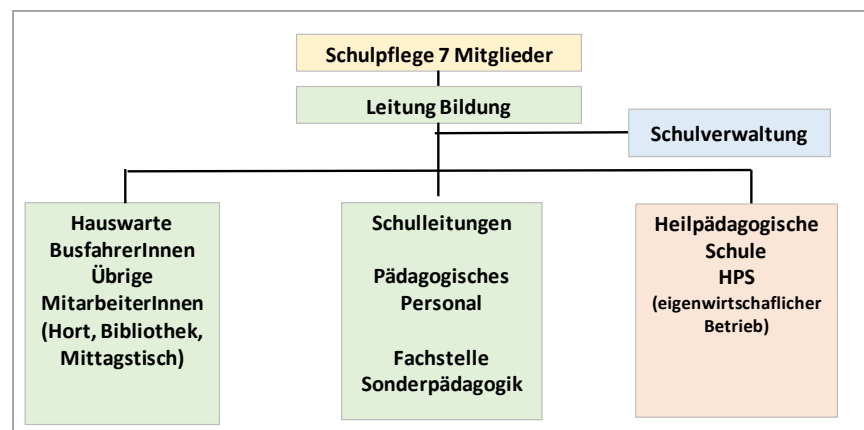 Schulpflege 7 Mitglieder
Leitung Bildung
Schulverwaltung
Hauswarte
BusfahrerInnen
Übrige
MitarbeiterInnen
(Hort, Bibliothek,
Mittagstisch)
Schulleitungen
Pädagogisches
Personal
Fachstelle
Sonderpädagogik
Heilpädagogische
Schule
HPS
(eigenwirtschaflicher
Betrieb)